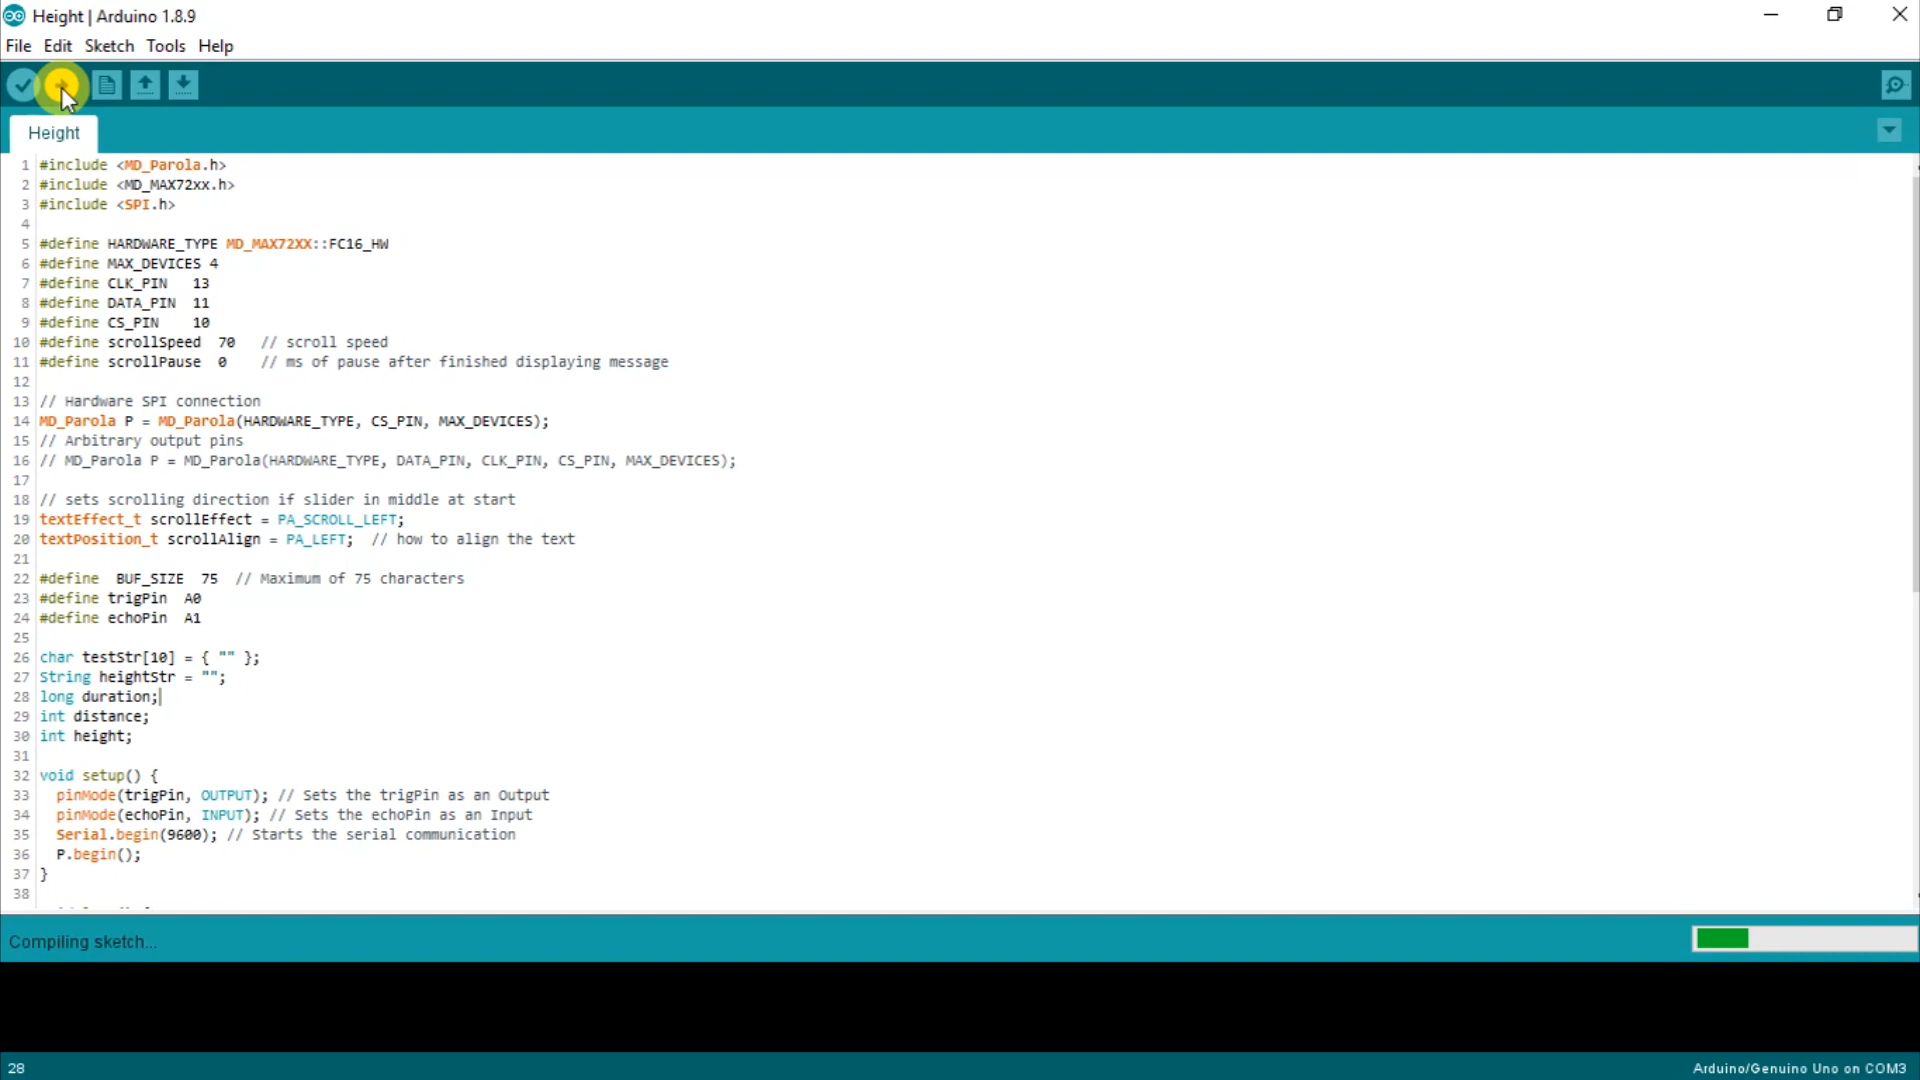 Height | Arduino 1.8.9
File Edit Sketch Tools Help
Height
1 #include <MD_Parola.h>
2 #include <MD_MAX72xx.h>
3 #include <SPI.h>
4
5 #define HARDWARE_TYPE MD_MAX72XX::FC16_HW
6 #define MAX_DEVICES 4
7 #define CLK_PIN   13
8 #define DATA_PIN  11
9 #define CS_PIN    10
10 #define scrollSpeed  70   // scroll speed
11 #define scrollPause  0    // ms of pause after finished displaying message
12
13 // Hardware SPI connection
14 MD_Parola P = MD_Parola(HARDWARE_TYPE, CS_PIN, MAX_DEVICES);
15 // Arbitrary output pins
16 // MD_Parola P = MD_Parola(HARDWARE_TYPE, DATA_PIN, CLK_PIN, CS_PIN, MAX_DEVICES);
17
18 // sets scrolling direction if slider in middle at start
19 textEffect_t scrollEffect = PA_SCROLL_LEFT;
20 textPosition_t scrollAlign = PA_LEFT;  // how to align the text
21
22 #define  BUF_SIZE  75  // Maximum of 75 characters
23 #define trigPin  A0
24 #define echoPin  A1
25
26 char testStr[10] = { "" };
27 String heightStr = "";
28 long duration;
29 int distance;
30 int height;
31
32 void setup() {
33   pinMode(trigPin, OUTPUT); // Sets the trigPin as an Output
34   pinMode(echoPin, INPUT); // Sets the echoPin as an Input
35   Serial.begin(9600); // Starts the serial communication
36   P.begin();
37 }
38
Compiling sketch...
28
Arduino/Genuino Uno on COM3